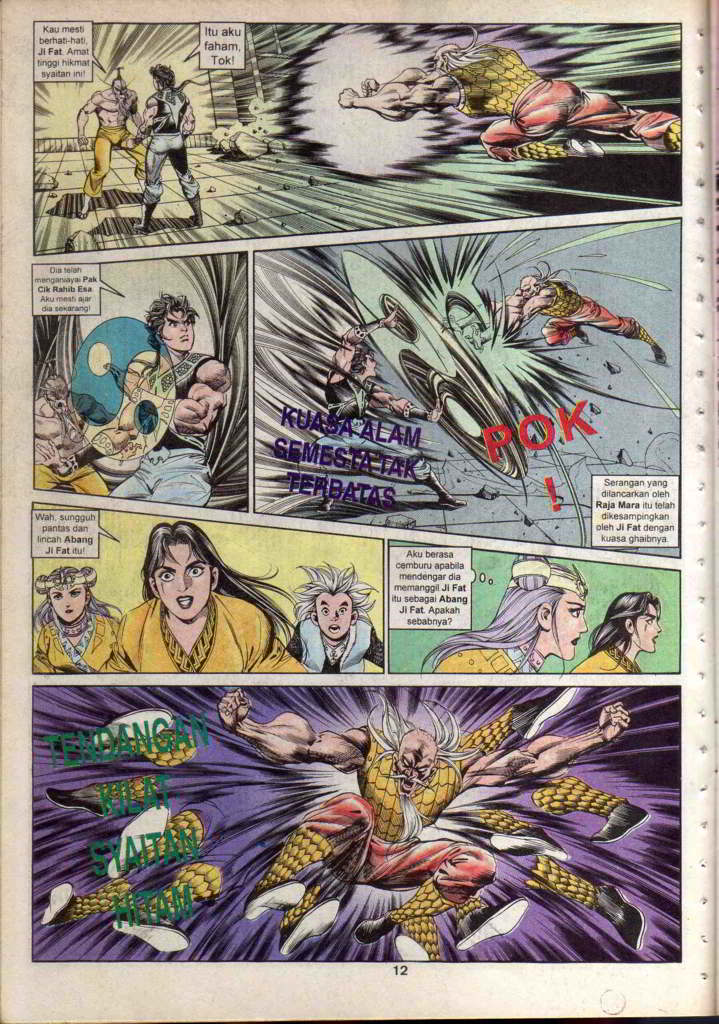 Kau mesti
berhati-hati,
Ji Fat. Amat
tinggi hikmat
syaitan ini!
Itu aku
faham,
Tok!
Dia telah
menganiayai Pak
Cik Rahib Esa.
Aku mesti ajar
dia sekarang!
KUASA ALAM
SEMESTA TAK
TERBATAS
POK
!
Serangan yang
dilancarkan oleh
Raja Mara itu telah
dikesampingkan
oleh Ji Fat dengan
kuasa ghaibnya.
Wah, sungguh
pantas dan
lincah Abang
Ji Fat itu!
Aku berasa
cemburu apabila
mendengar dia
memanggil Ji Fat
itu sebagai Abang
Ji Fat. Apakah
sebabnya?
TENDANGAN
KILAT
SYAITAN
HITAM
12